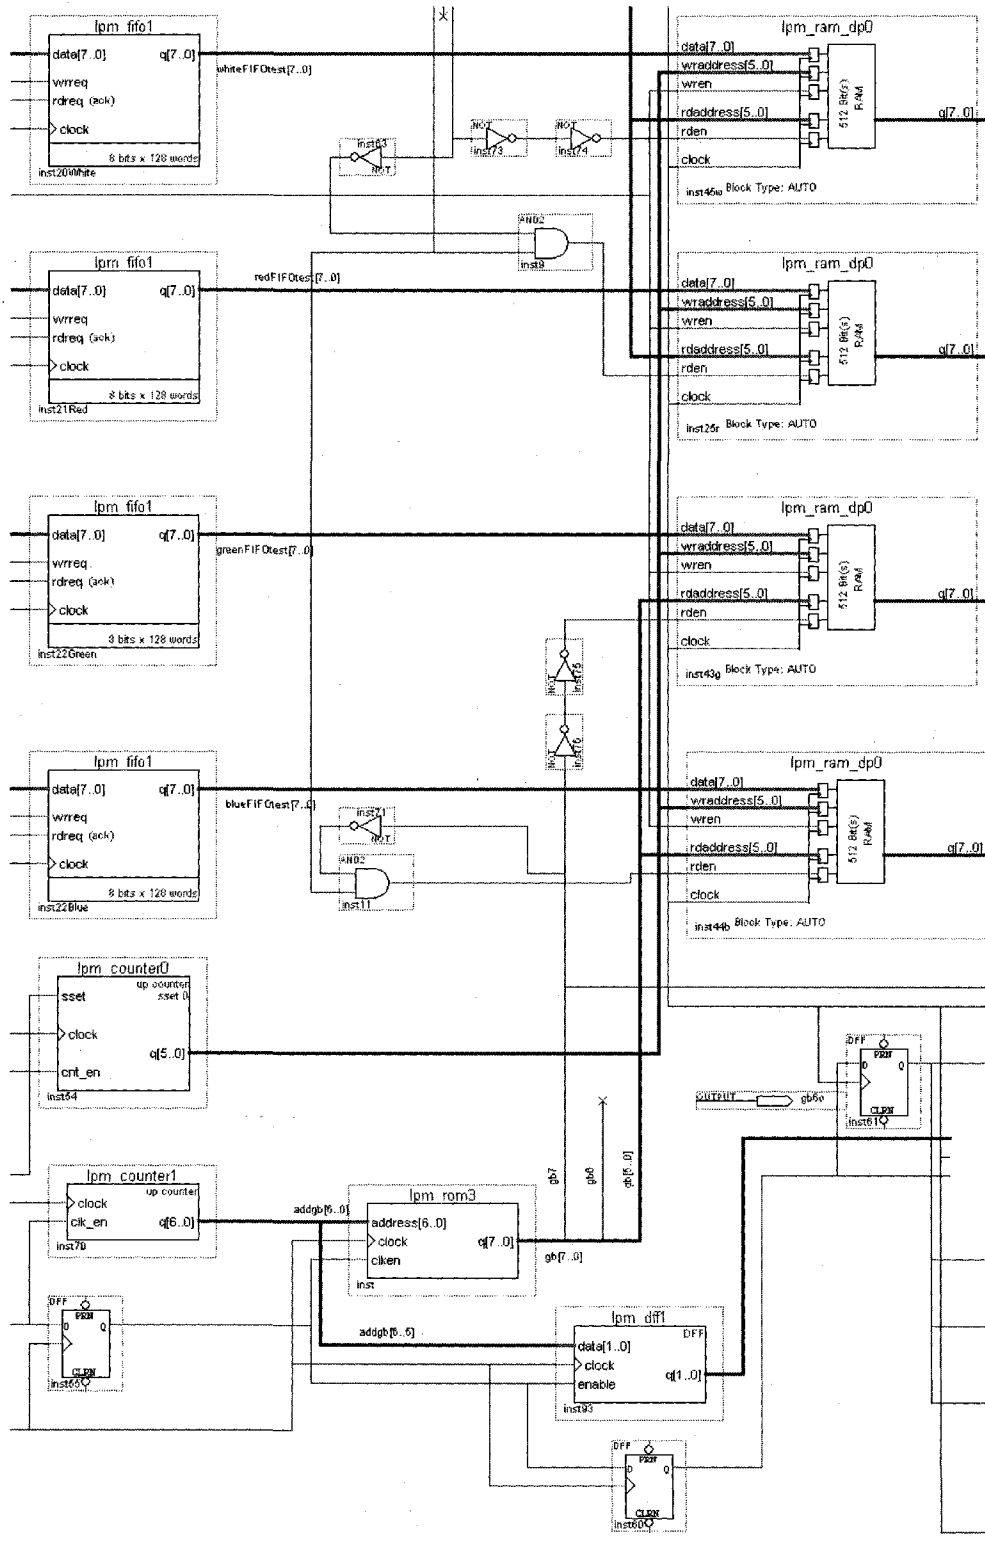 lpm_fifo1
data[7..0] q[7..0]
wrreq
rdreq (ack)
clock
8 bits x 128 words
inst20White
whiteFIFOtest[7..0]
NOT
inst63
NOT
inst73
NOT
inst74
lpm_ram_dp0
data[7..0]
wraddress[5..0]
wren
rdaddress[5..0]
rden
clock
512 Bit(s)
RAM
q[7..0]
inst45w Block Type: AUTO
AND2
inst9
lpm_fifo1
data[7..0] q[7..0]
wrreq
rdreq (ack)
clock
8 bits x 128 words
inst21Red
redFIFOtest[7..0]
lpm_ram_dp0
data[7..0]
wraddress[5..0]
wren
rdaddress[5..0]
rden
clock
512 Bit(s)
RAM
q[7..0]
inst25r Block Type: AUTO
lpm_fifo1
data[7..0] q[7..0]
wrreq
rdreq (ack)
clock
8 bits x 128 words
inst22Green
greenFIFOtest[7..0]
lpm_ram_dp0
data[7..0]
wraddress[5..0]
wren
rdaddress[5..0]
rden
clock
512 Bit(s)
RAM
q[7..0]
inst43g Block Type: AUTO
NOT
inst75
NOT
inst76
lpm_fifo1
data[7..0] q[7..0]
wrreq
rdreq (ack)
clock
8 bits x 128 words
inst22Blue
blueFIFOtest[7..0]
inst71
NOT
AND2
inst11
lpm_ram_dp0
data[7..0]
wraddress[5..0]
wren
rdaddress[5..0]
rden
clock
512 Bit(s)
RAM
q[7..0]
inst44b Block Type: AUTO
lpm_counter0
up counter
sset sset 0
clock
q[5..0]
cnt_en
inst54
DFF
PRN
D Q
CLRN
inst61
OUTPUT gb6o
lpm_counter1
up counter
clock
clk_en q[6..0]
inst70
addgb[6..0]
lpm_rom3
address[6..0]
clock q[7..0]
clken
inst
gb[7..0]
gb7
gb6
gb[5..0]
DFF
PRN
D Q
CLRN
inst55
addgb[6..5]
lpm_dff1
DFF
data[1..0]
clock
q[1..0]
enable
inst93
DFF
PRN
D Q
CLRN
inst60